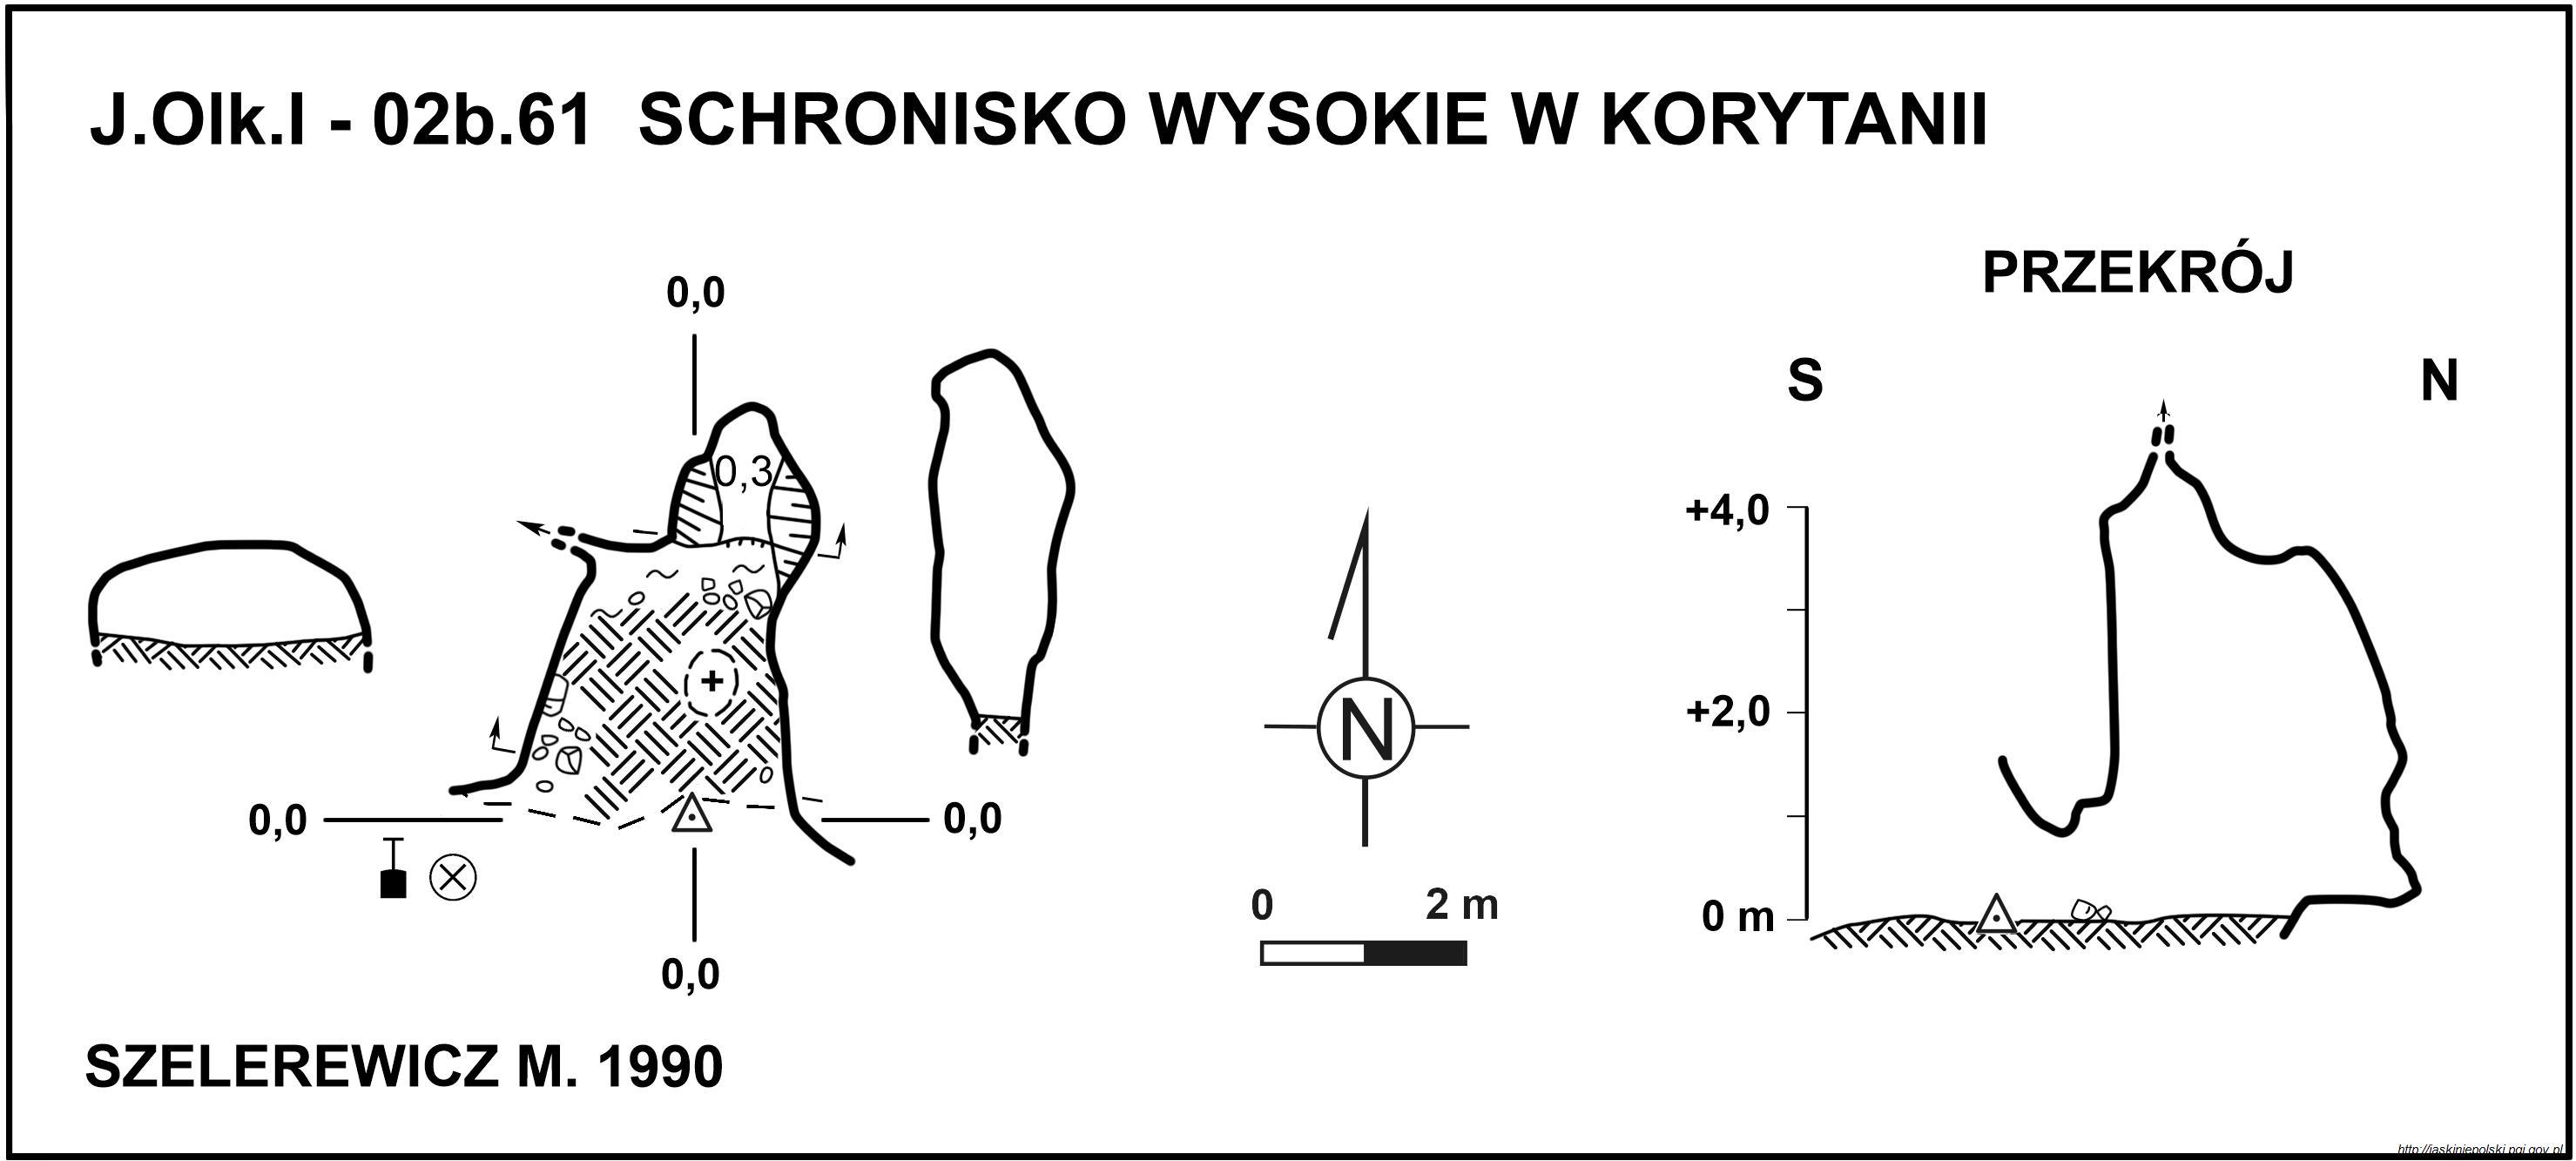 J.Olk.I - 02b.61 SCHRONISKO WYSOKIE W KORYTANII
PRZEKRÓJ
0,0
S
N
0,3
+4,0
+2,0
N
0,0
0,0
0
2 m
0 m
0,0
SZELEREWICZ M. 1990
http://jaskiniepolski.pgi.gov.pl